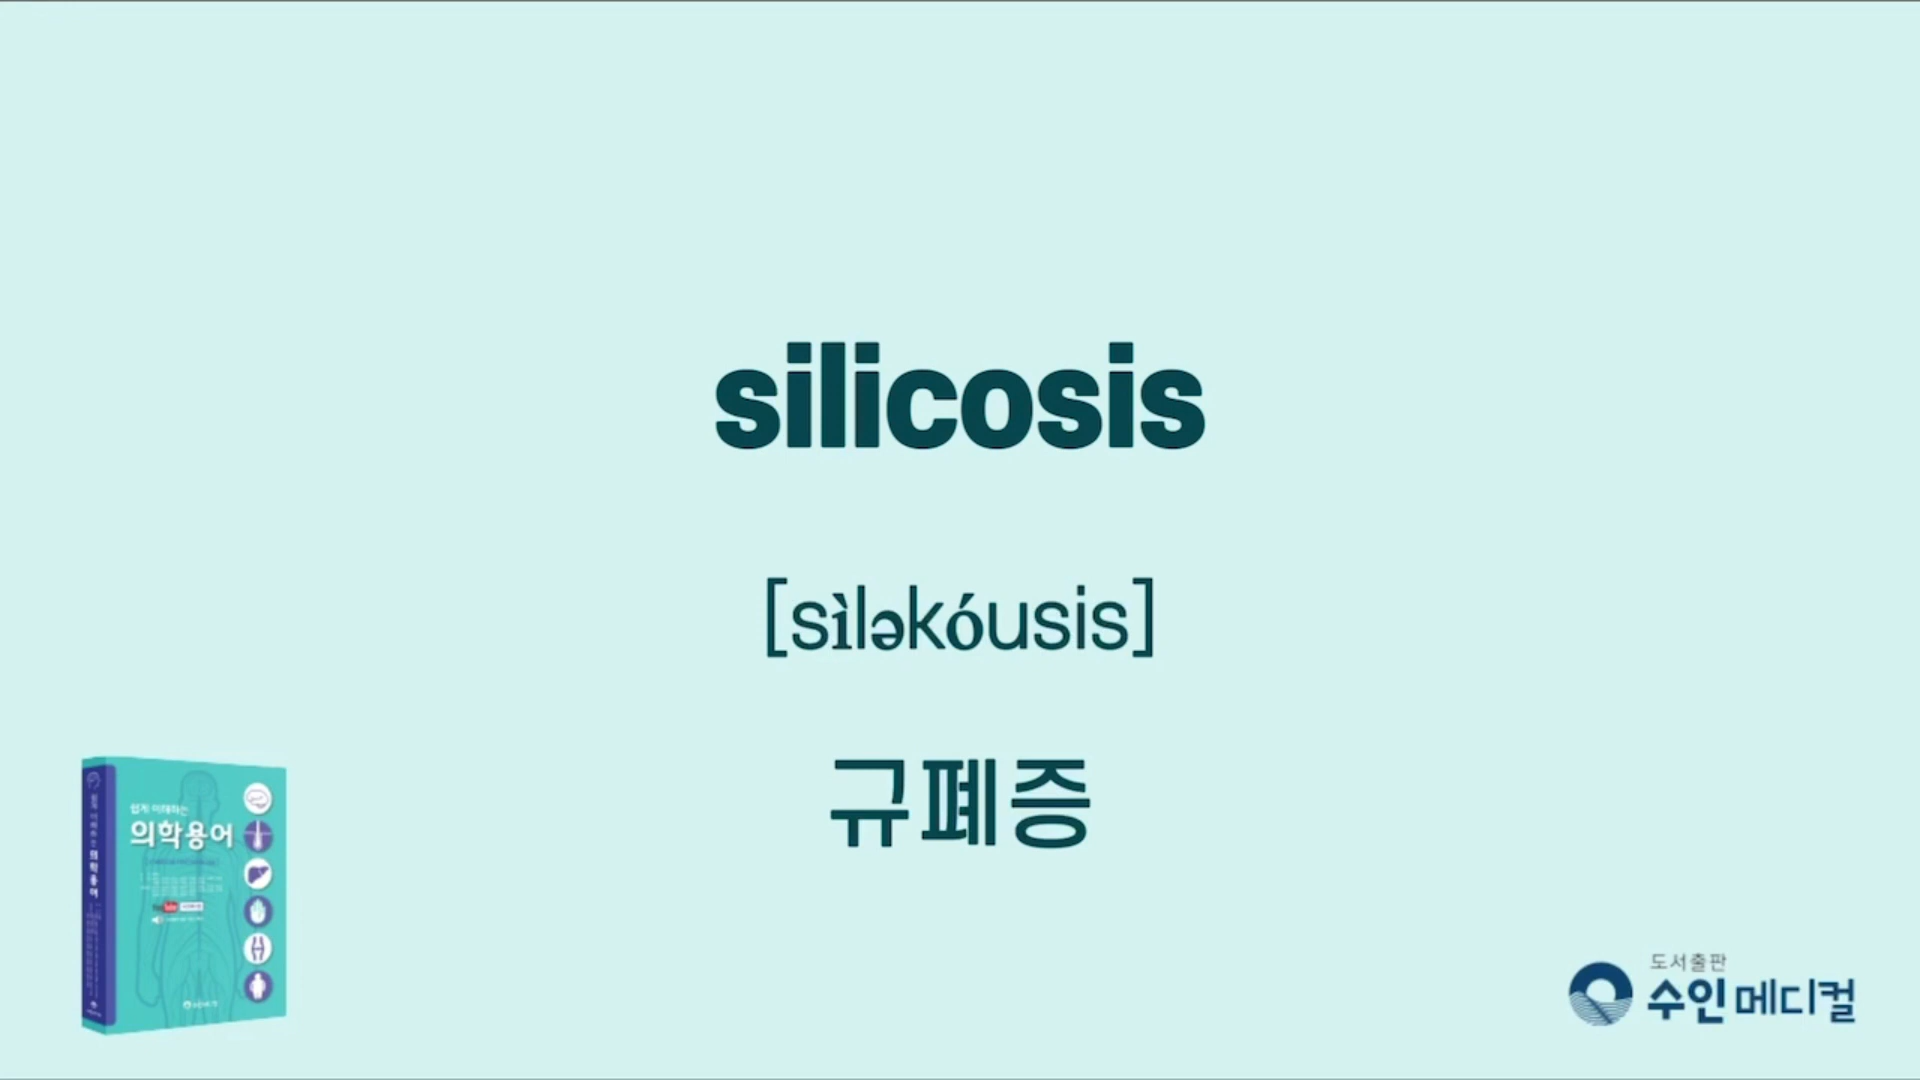 silicosis
[sìləkóusis]
규폐증
쉽게 이해하는
의학용어
도서출판
수인메디컬